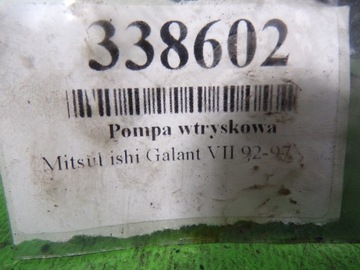 338602
Pompa wtryskowa
Mitsubishi Galant VII 92-97